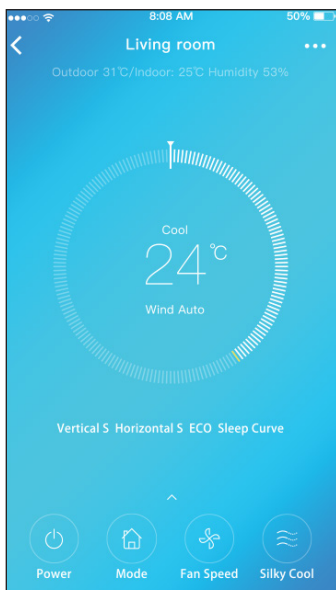 8:08 AM 50%
Living room
Outdoor 31℃/Indoor: 25℃ Humidity 53%
Cool
24℃
Wind Auto
Vertical S Horizontal S ECO Sleep Curve
Power Mode Fan Speed Silky Cool